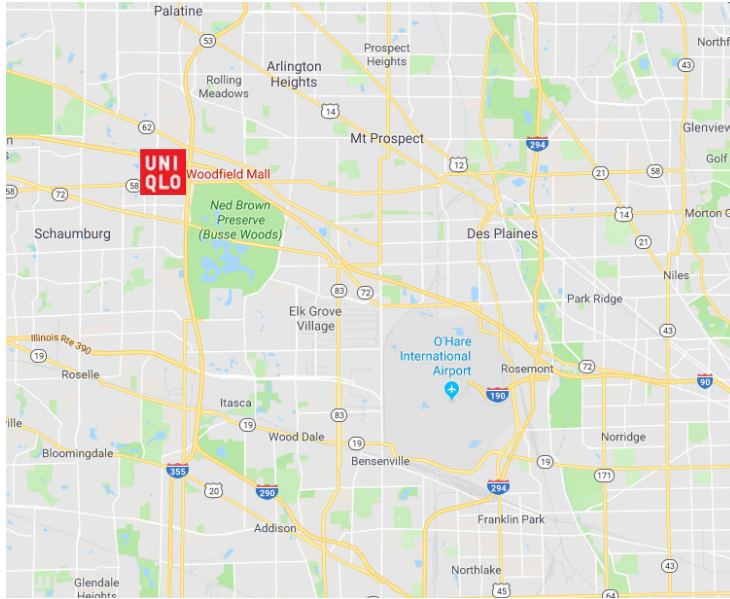 Palatine
53
Northf
Prospect
Heights
Arlington
Heights
43
Rolling
Meadows
14
62
Mt Prospect
294
Glenview
n
s
UNI
QLO
Woodfield Mall
12
58
21
Golf
58
72
58
Ned Brown
Preserve
(Busse Woods)
14
Morton G
Schaumburg
Des Plaines
21
Niles
83
72
Park Ridge
Elk Grove
Village
43
Illinois Rte 390
O'Hare
International
Airport
19
Roselle
Rosemont
72
90
190
Itasca
83
19
Wood Dale
19
Norridge
ville
Bloomingdale
Bensenville
19
355
171
20
290
294
Addison
Franklin Park
Northlake
43
Glendale
Heights
45
64